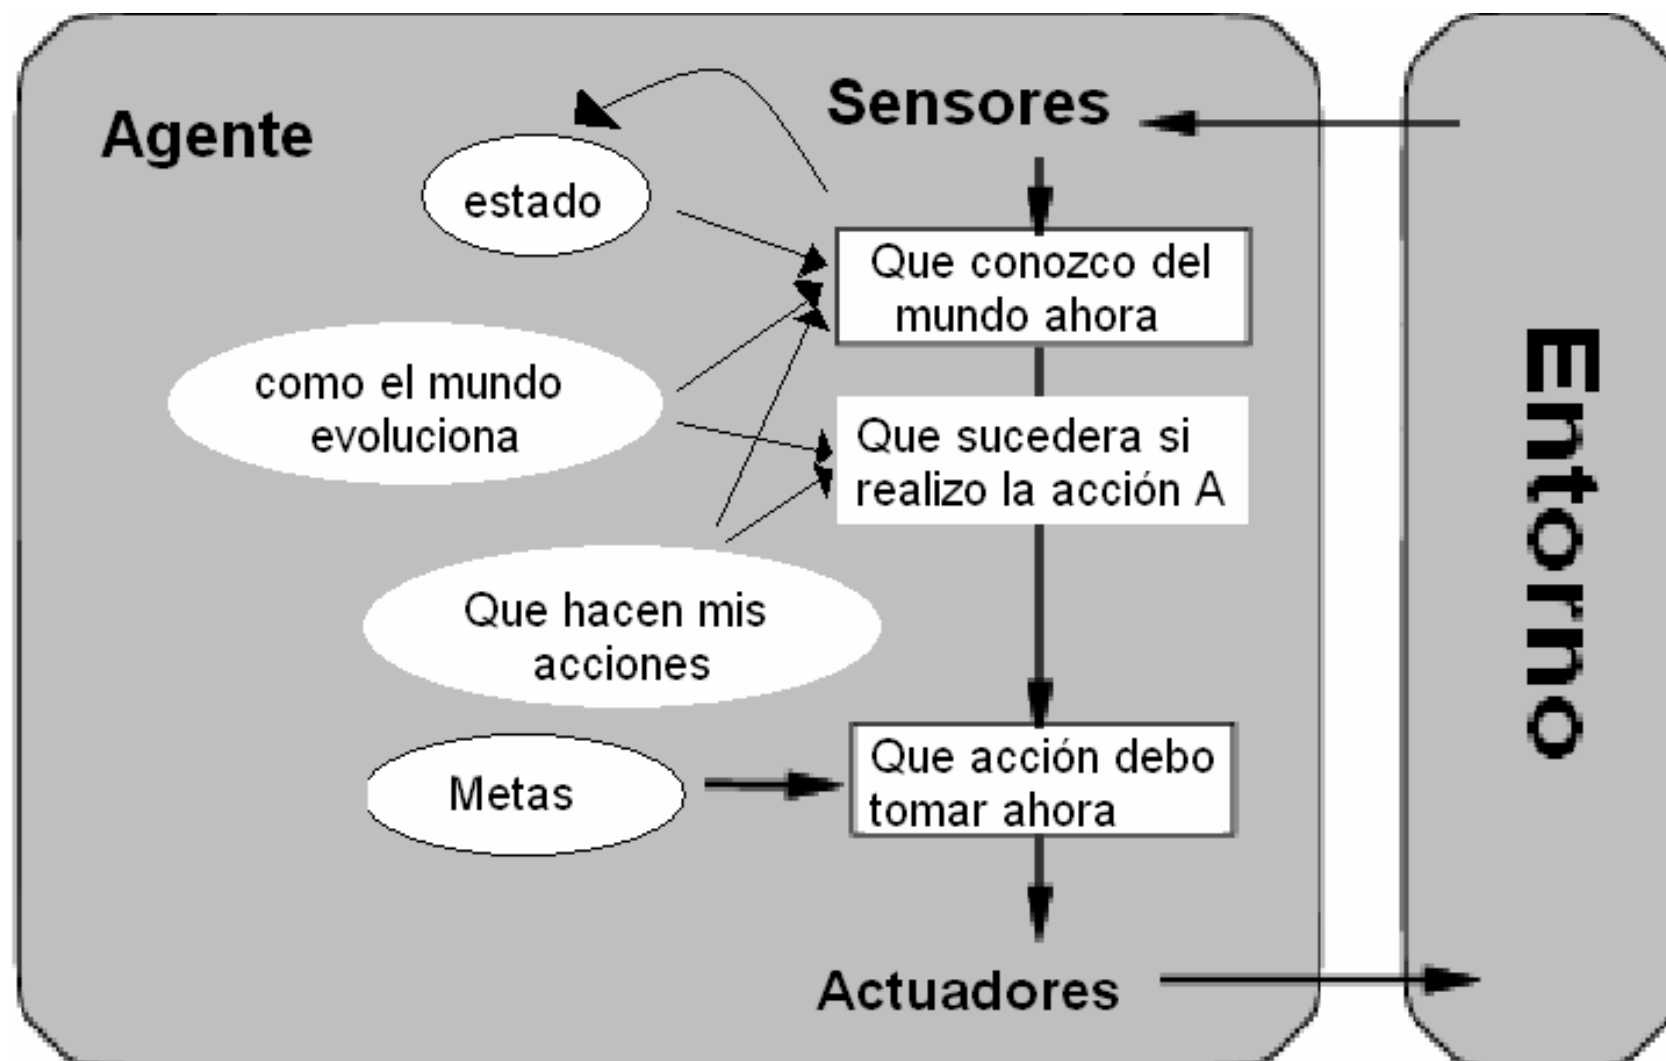 Agente
Sensores
estado
Que conozco del
mundo ahora
como el mundo
evoluciona
Que sucedera si
realizo la acción A
Que hacen mis
acciones
Metas
Que acción debo
tomar ahora
Actuadores
Entorno